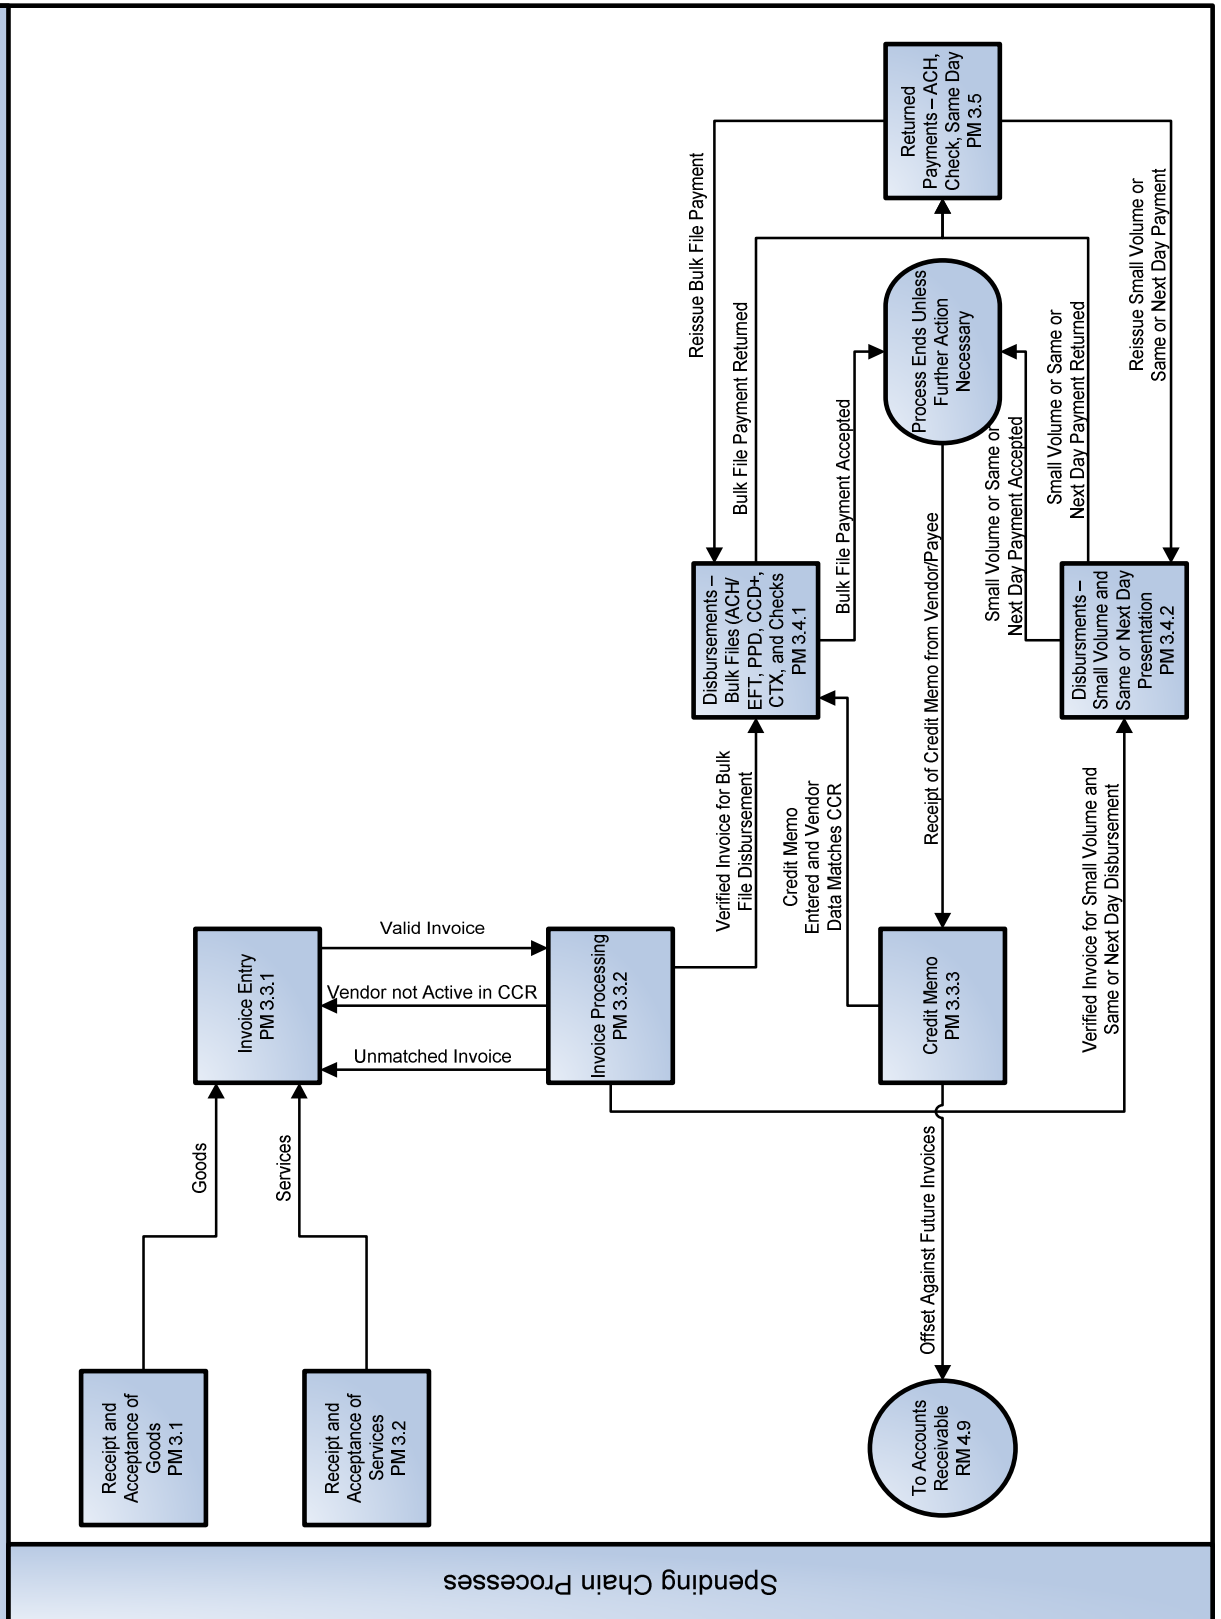 Spending Chain Processes
Receipt and
Acceptance of
Goods
PM 3.1
Receipt and
Acceptance of
Services
PM 3.2
Goods
Services
Invoice Entry
PM 3.3.1
Valid Invoice
Vendor not Active in CCR
Unmatched Invoice
Invoice Processing
PM 3.3.2
Verified Invoice for Bulk
File Disbursement
Credit Memo
Entered and Vendor
Data Matches CCR
Disbursements –
Bulk Files (ACH/
EFT, PPD, CCD+,
CTX, and Checks
PM 3.4.1
Reissue Bulk File Payment
Bulk File Payment Returned
Bulk File Payment Accepted
Returned
Payments – ACH,
Check, Same Day
PM 3.5
Process Ends Unless
Further Action
Necessary
Receipt of Credit Memo from Vendor/Payee
Credit Memo
PM 3.3.3
Offset Against Future Invoices
To Accounts
Receivable
RM 4.9
Small Volume or Same or
Next Day Payment Accepted
Small Volume or Same or
Next Day Payment Returned
Reissue Small Volume or
Same or Next Day Payment
Verified Invoice for Small Volume and
Same or Next Day Disbursement
Disbursments –
Small Volume and
Same or Next Day
Presentation
PM 3.4.2